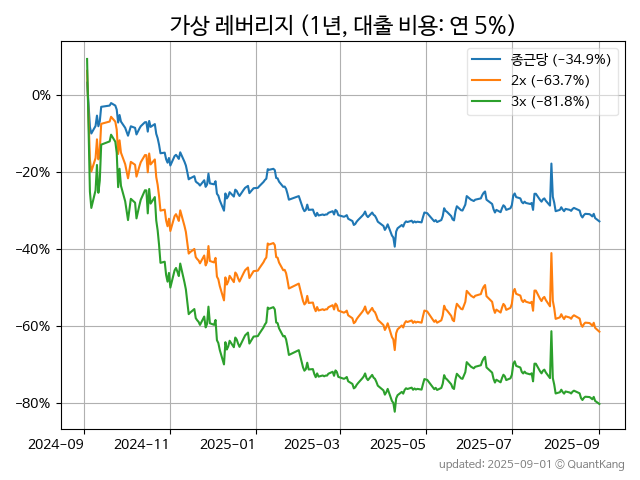 가상 레버리지 (1년, 대출 비용: 연 5%)
종근당 (−34.9%)
2x (−63.7%)
3x (−81.8%)
0%
−20%
−40%
−60%
−80%
2024−09 2024−11 2025−01 2025−03 2025−05 2025−07 2025−09
updated: 2025-09-01 © QuantKang